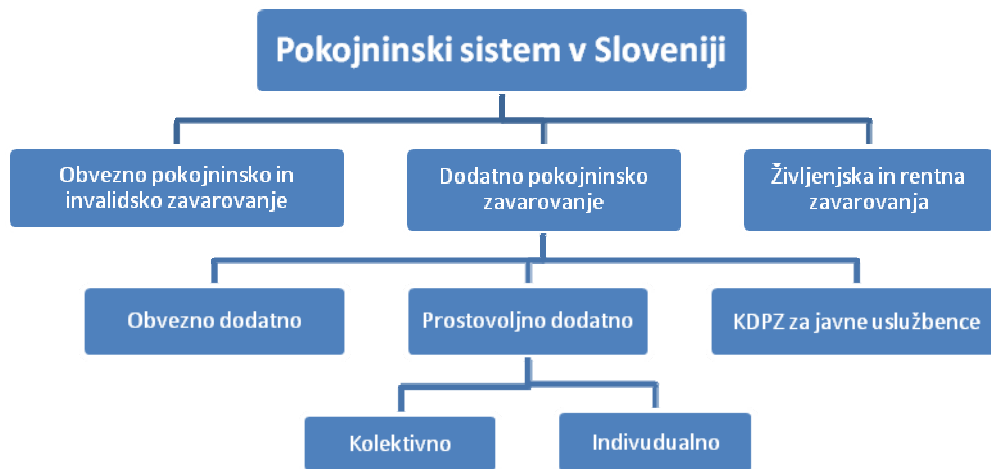 Pokojninski sistem v Sloveniji
Obvezno pokojninsko in
invalidsko zavarovanje
Dodatno pokojninsko
zavarovanje
Življenjska in rentna
zavarovanja
Obvezno dodatno
Prostovoljno dodatno
KDPZ za javne uslužbence
Kolektivno
Indivudualno